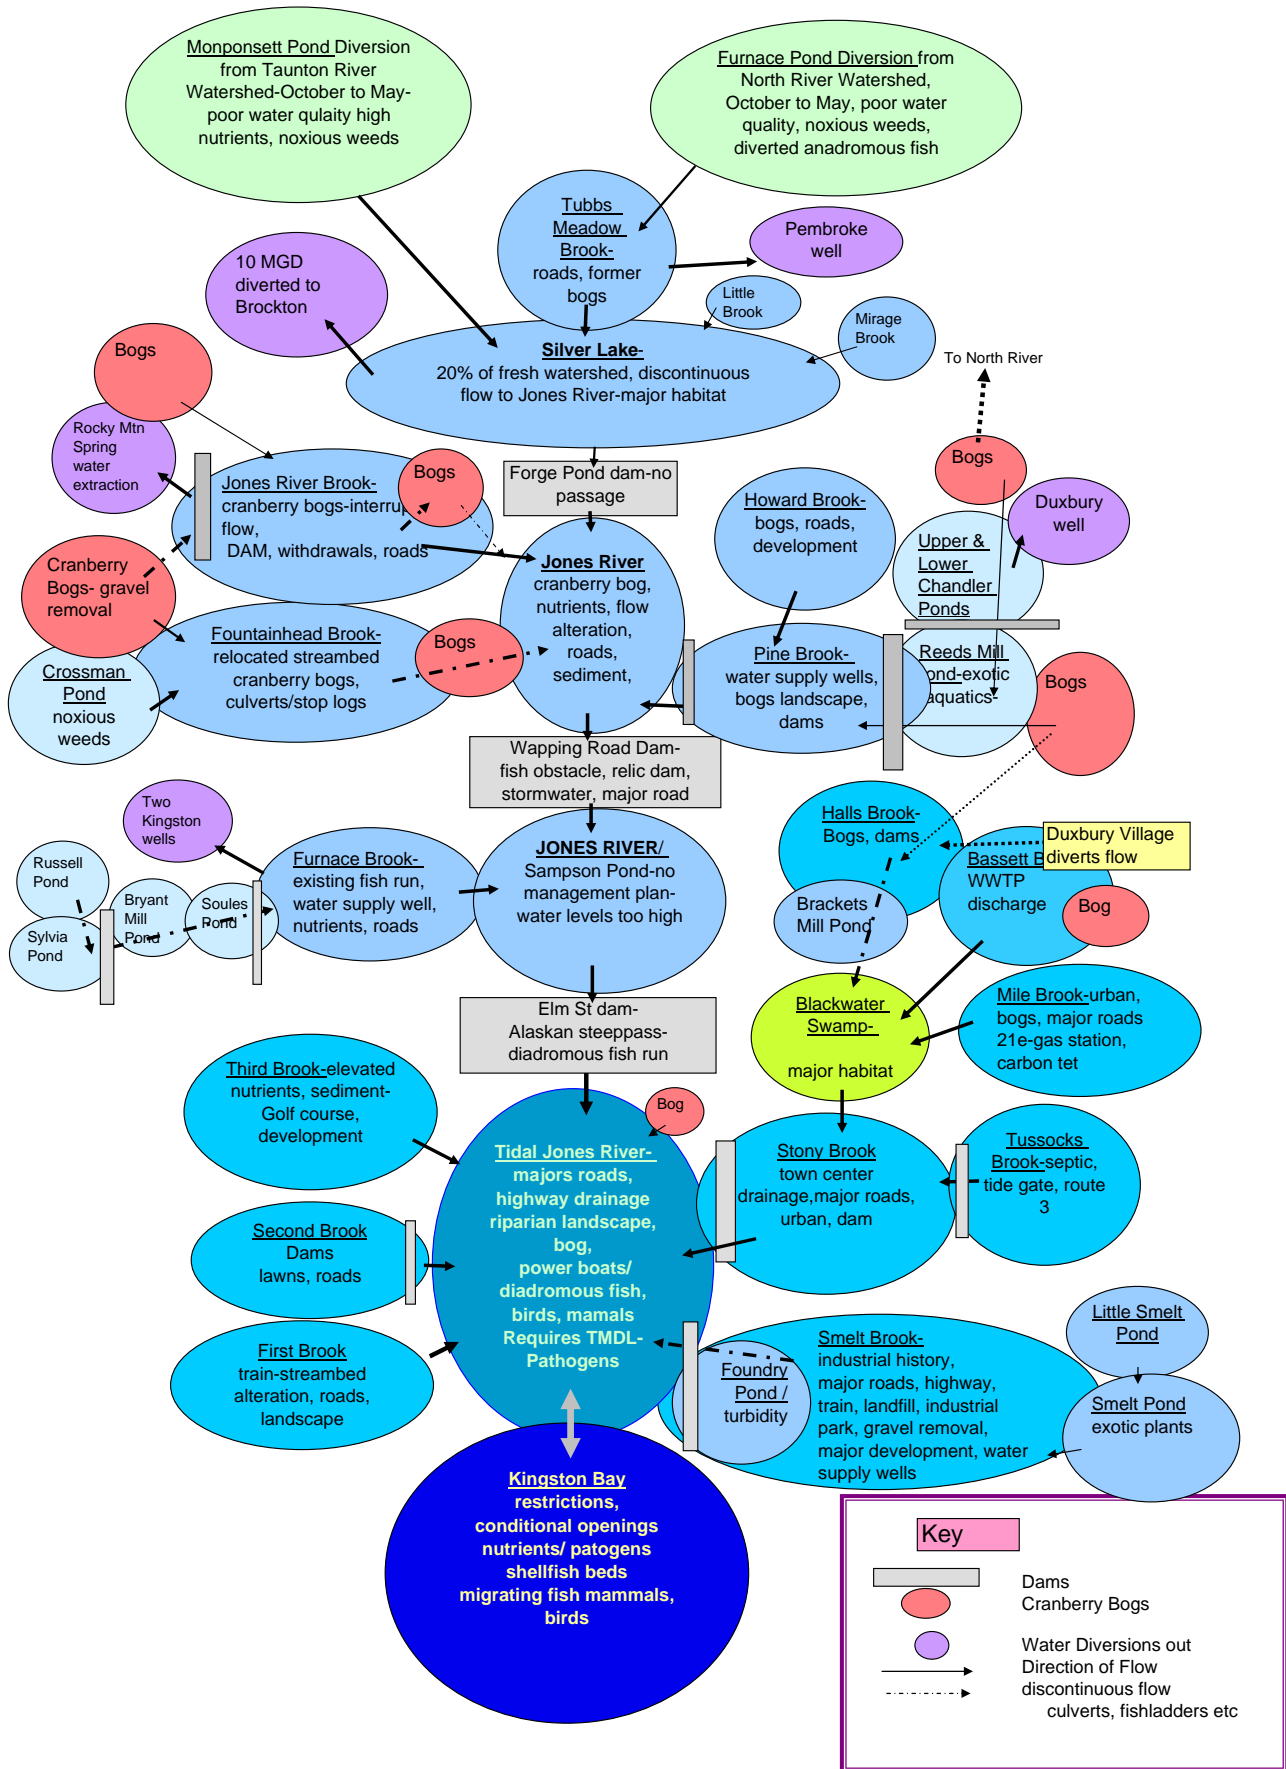 Monponsett Pond Diversion
from Taunton River
Watershed-October to May-
poor water qulaity high
nutrients, noxious weeds
Furnace Pond Diversion from
North River Watershed,
October to May, poor water
quality, noxious weeds,
diverted anadromous fish
Tubbs
Meadow
Brook-
roads, former
bogs
Pembroke
well
10 MGD
diverted to
Brockton
Little
Brook
Mirage
Brook
Silver Lake-
20% of fresh watershed, discontinuous
flow to Jones River-major habitat
To North River
Bogs
Rocky Mtn
Spring
water
extraction
Jones River Brook-
cranberry bogs-interrup
flow,
DAM, withdrawals, roads
Bogs
Forge Pond dam-no
passage
Howard Brook-
bogs, roads,
development
Bogs
Duxbury
well
Upper &
Lower
Chandler
Ponds
Cranberry
Bogs- gravel
removal
Jones River
cranberry bog,
nutrients, flow
alteration,
roads,
sediment,
Fountainhead Brook-
relocated streambed
cranberry bogs,
culverts/stop logs
Bogs
Crossman
Pond
noxious
weeds
Pine Brook-
water supply wells,
bogs landscape,
dams
Reeds Mill
ond-exotic
aquatics-
Bogs
Wapping Road Dam-
fish obstacle, relic dam,
stormwater, major road
Two
Kingston
wells
Halls Brook-
Bogs, dams
Duxbury Village
diverts flow
Russell
Pond
Sylvia
Pond
Bryant
Mill
Pond
Soules
Pond
Furnace Brook-
existing fish run,
water supply well,
nutrients, roads
JONES RIVER/
Sampson Pond-no
management plan-
water levels too high
Brackets
Mill Pond
Bassett B
WWTP
discharge
Bog
Elm St dam-
Alaskan steeppass-
diadromous fish run
Blackwater
Swamp-
major habitat
Mile Brook-urban,
bogs, major roads
21e-gas station,
carbon tet
Third Brook-elevated
nutrients, sediment-
Golf course,
development
Bog
Tidal Jones River-
majors roads,
highway drainage
riparian landscape,
bog,
power boats/
diadromous fish,
birds, mamals
Requires TMDL-
Pathogens
Stony Brook
town center
drainage,major roads,
urban, dam
Tussocks
Brook-septic,
tide gate, route
3
Second Brook
Dams
lawns, roads
First Brook
train-streambed
alteration, roads,
landscape
Foundry
Pond /
turbidity
Smelt Brook-
industrial history,
major roads, highway,
train, landfill, industrial
park, gravel removal,
major development, water
supply wells
Little Smelt
Pond
Smelt Pond
exotic plants
Kingston Bay
restrictions,
conditional openings
nutrients/ patogens
shellfish beds
migrating fish mammals,
birds
Key
Dams
Cranberry Bogs
Water Diversions out
Direction of Flow
discontinuous flow
culverts, fishladders etc